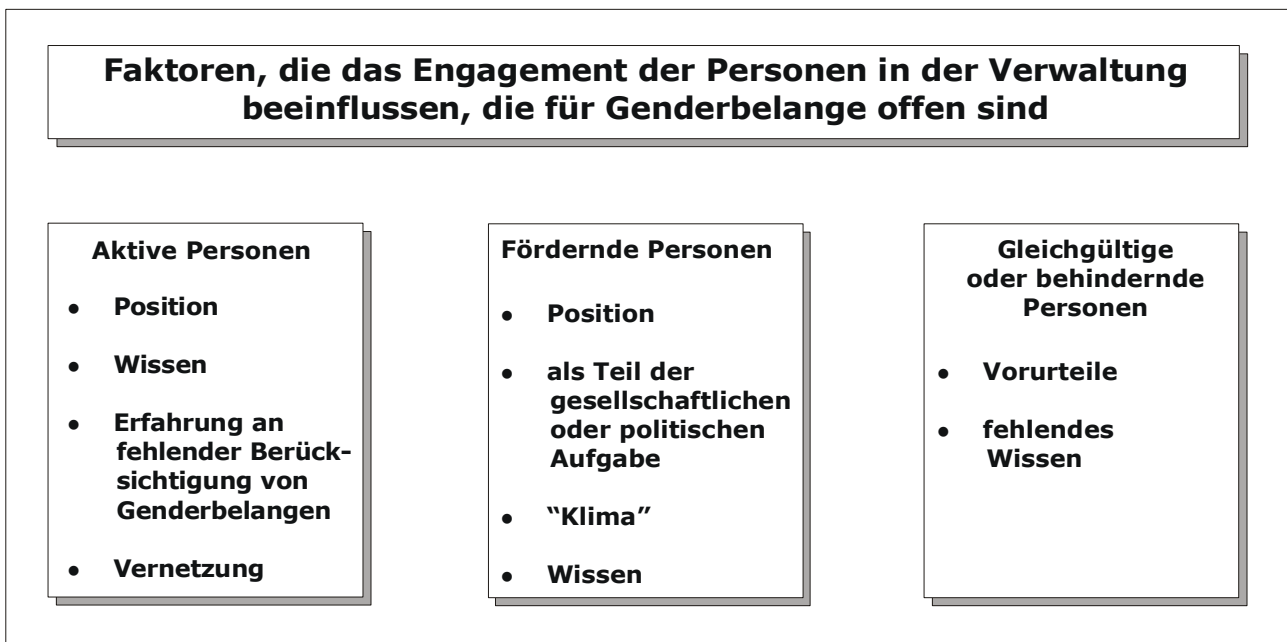 Faktoren, die das Engagement der Personen in der Verwaltung
beeinflussen, die für Genderbelange offen sind
Aktive Personen
● Position
● Wissen
● Erfahrung an
fehlender Berück-
sichtigung von
Genderbelangen
● Vernetzung
Fördernde Personen
● Position
● als Teil der
gesellschaftlichen
oder politischen
Aufgabe
● “Klima”
● Wissen
Gleichgültige
oder behindernde
Personen
● Vorurteile
● fehlendes
Wissen